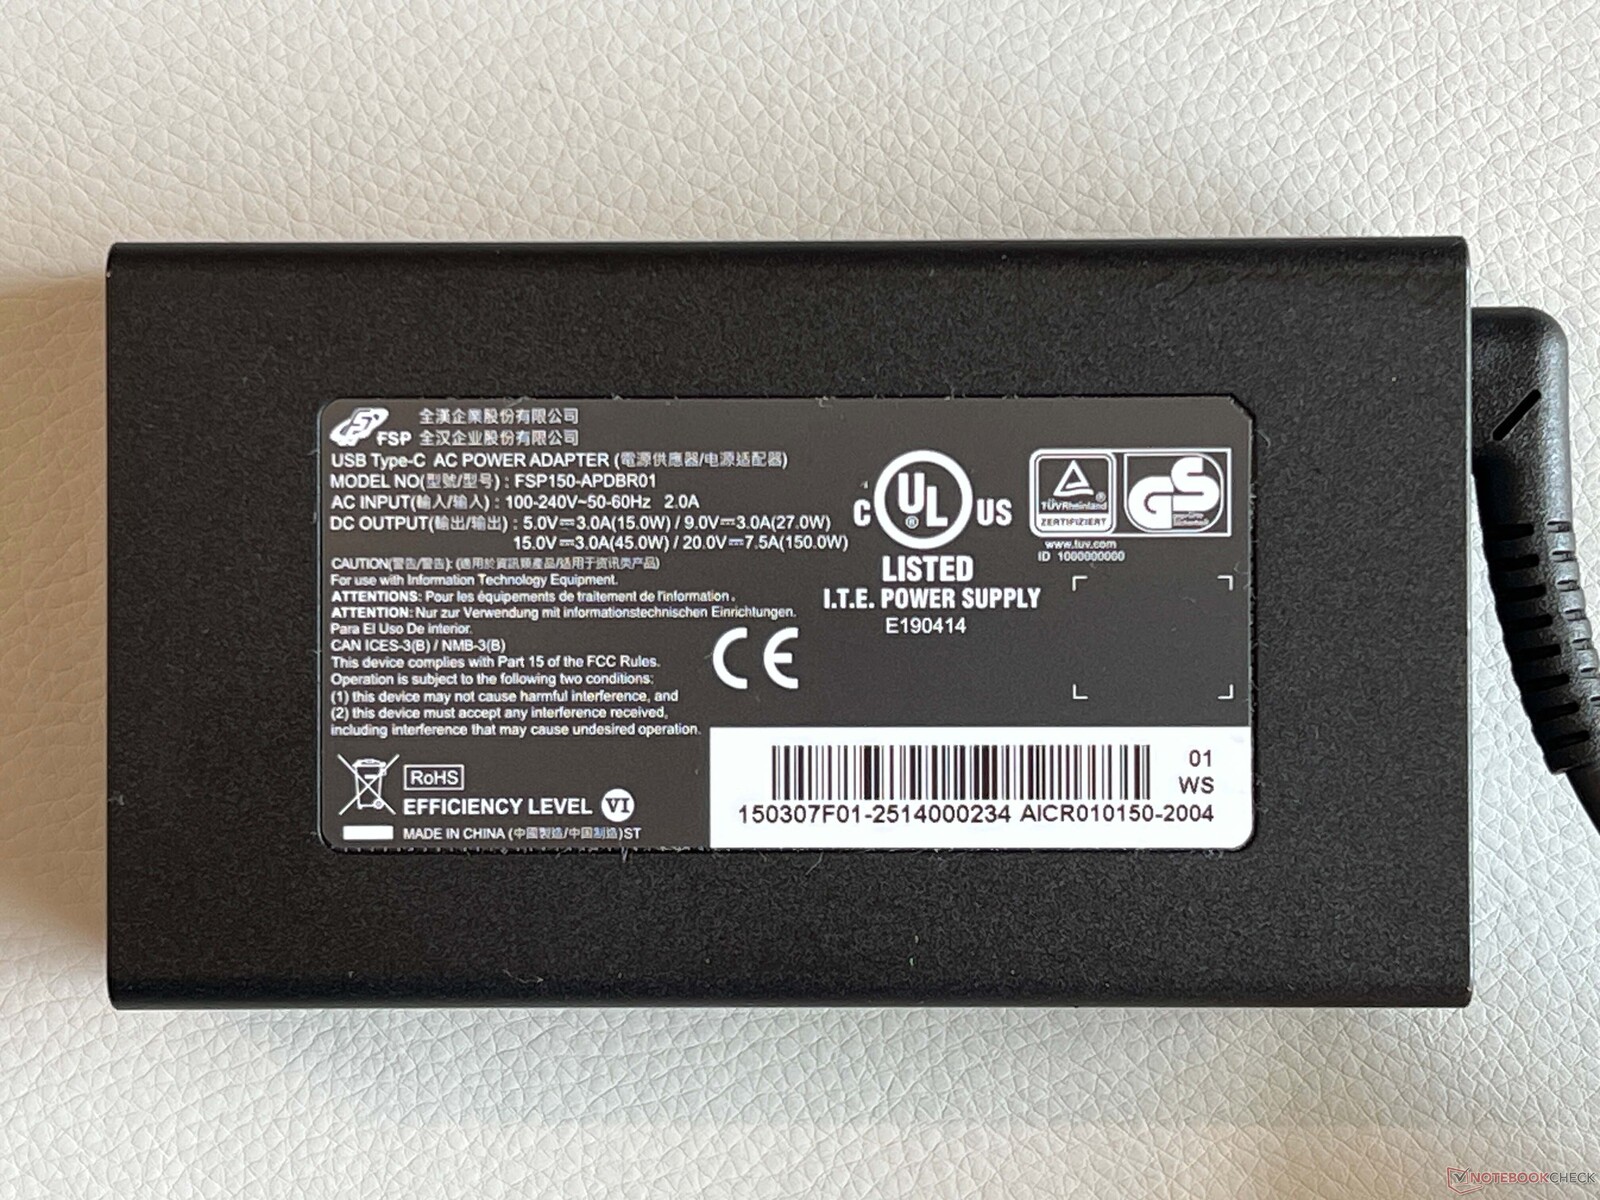 FSP 全漢企業股份有限公司
全汉企业股份有限公司
USB Type-C AC POWER ADAPTER (電源供應器/电源适配器)
MODEL NO(型號/型号) : FSP150-APDBR01
AC INPUT(輸入/输入) : 100-240V~50-60Hz 2.0A
DC OUTPUT(輸出/输出) : 5.0V⎓3.0A(15.0W) / 9.0V⎓3.0A(27.0W)
15.0V⎓3.0A(45.0W) / 20.0V⎓7.5A(150.0W)
CAUTION(警告/警告): (適用於資訊類產品/适用于资讯类产品)
For use with Information Technology Equipment.
ATTENTIONS: Pour les équipements de traitement de l'information.
ATTENTION: Nur zur Verwendung mit informationstechnischen Einrichtungen.
Para El Uso De interior.
CAN ICES-3(B) / NMB-3(B)
This device complies with Part 15 of the FCC Rules.
Operation is subject to the following two conditions:
(1) this device may not cause harmful interference, and
(2) this device must accept any interference received,
including interference that may cause undesired operation.
CE
RoHS
EFFICIENCY LEVEL VI
MADE IN CHINA (中國製造/中国制造)ST
C UL ® US
LISTED
I.T.E. POWER SUPPLY
E190414
TÜVRheinland ®
ZERTIFIZIERT
GS
www.tuv.com
ID 1000000000
01
WS
150307F01-2514000234 AICR010150-2004
NOTEBOOKCHECK